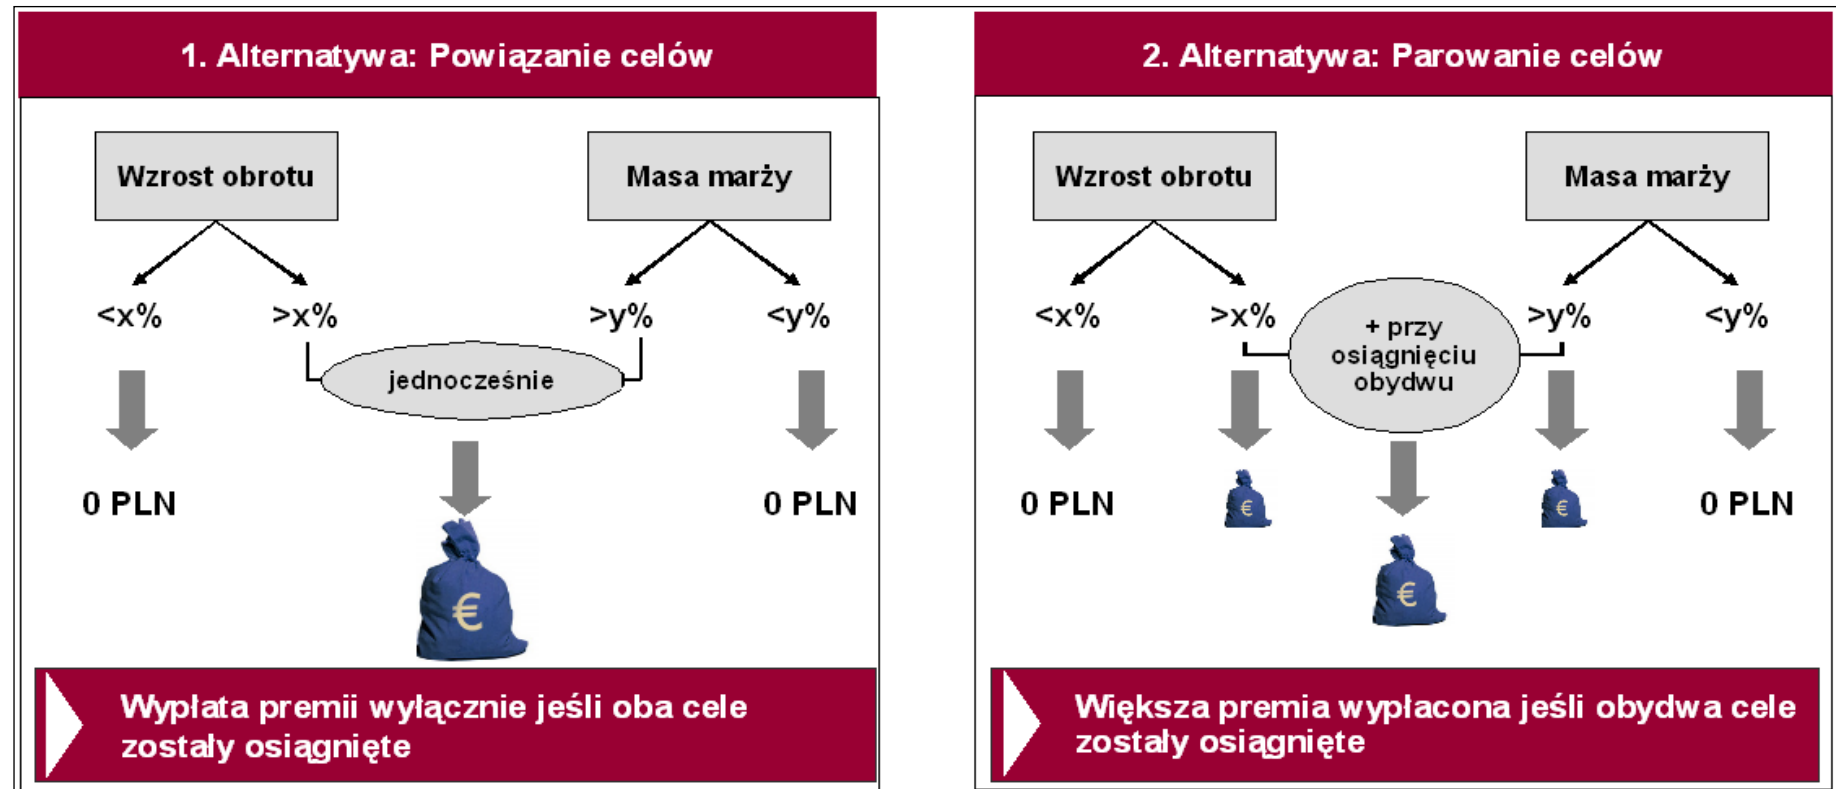 1. Alternatywa: Powiązanie celów
Wzrost obrotu
Masa marży
<x%
>x%
>y%
<y%
jednocześnie
0 PLN
0 PLN
€
Wypłata premii wyłącznie jeśli oba cele
zostały osiągnięte
2. Alternatywa: Parowanie celów
Wzrost obrotu
Masa marży
<x%
>x%
>y%
<y%
+ przy
osiągnięciu
obydwu
0 PLN
€
€
0 PLN
€
Większa premia wypłacona jeśli obydwa cele
zostały osiągnięte